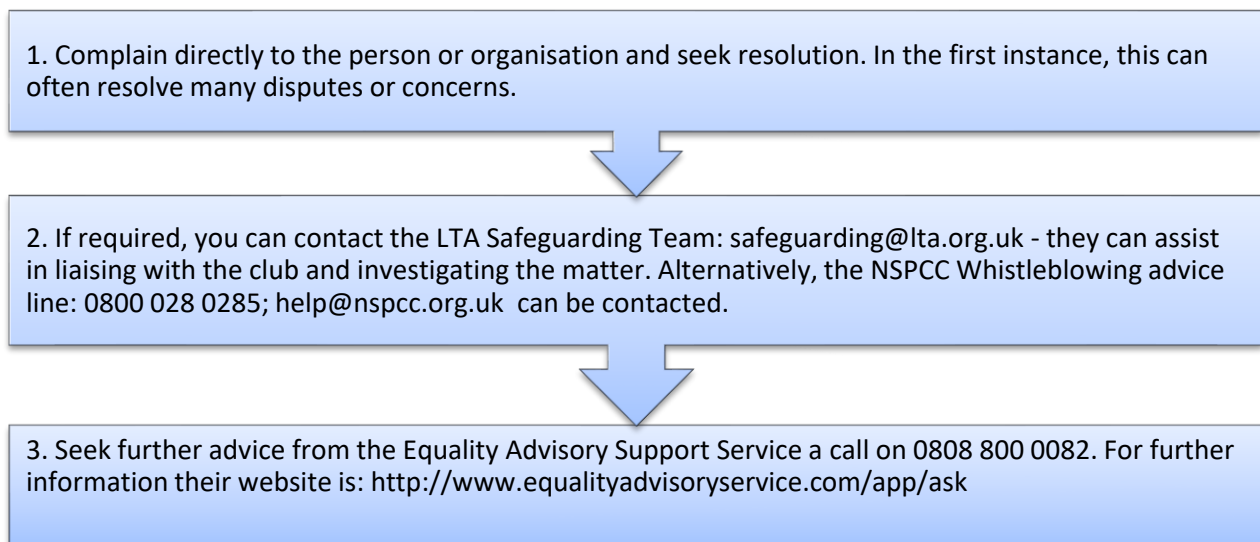 1. Complain directly to the person or organisation and seek resolution. In the first instance, this can
often resolve many disputes or concerns.
2. If required, you can contact the LTA Safeguarding Team: safeguarding@lta.org.uk - they can assist
in liaising with the club and investigating the matter. Alternatively, the NSPCC Whistleblowing advice
line: 0800 028 0285; help@nspcc.org.uk  can be contacted.
3. Seek further advice from the Equality Advisory Support Service a call on 0808 800 0082. For further
information their website is: http://www.equalityadvisoryservice.com/app/ask